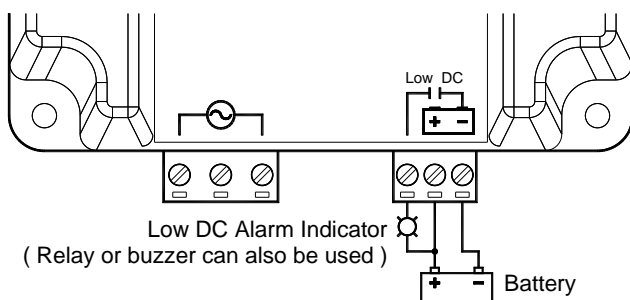 Low DC
+ −
Low DC Alarm Indicator
( Relay or buzzer can also be used )
+ −
Battery